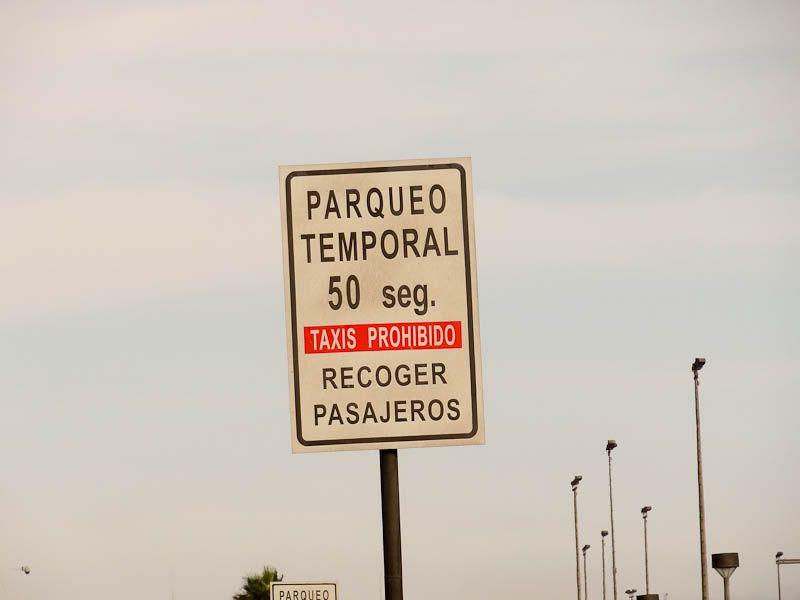 PARQUEO
TEMPORAL
50 seg.
TAXIS PROHIBIDO
RECOGER
PASAJEROS
PARQUEO